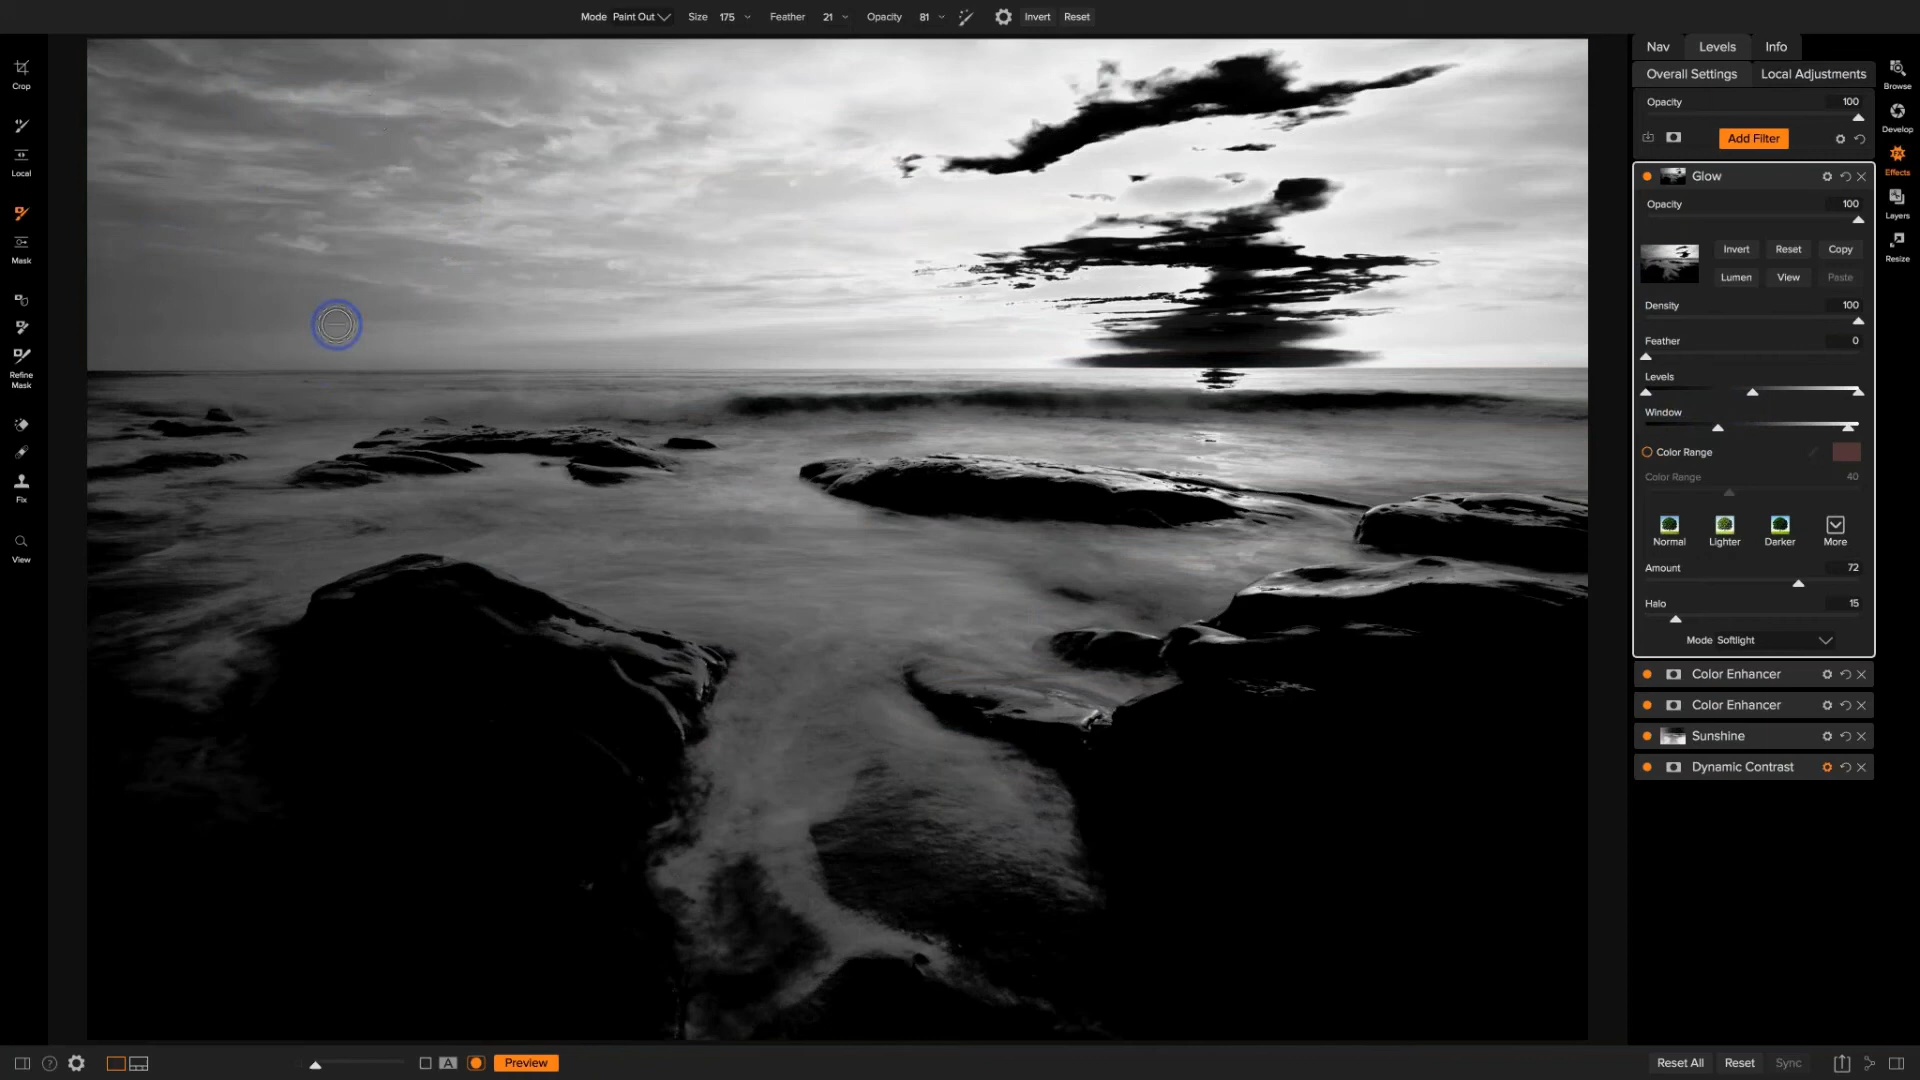 Mode Paint Out Size 175 Feather 21 Opacity 81 Invert Reset
Crop
Local
Mask
Refine
Mask
Fix
View
Nav Levels Info
Overall Settings Local Adjustments
Opacity 100
Add Filter
Glow
Opacity 100
Invert Reset Copy
Lumen View Paste
Density 100
Feather 0
Levels
Window
Color Range
Color Range 40
Normal Lighter Darker More
Amount 72
Halo 15
Mode Softlight
Color Enhancer
Color Enhancer
Sunshine
Dynamic Contrast
Browse
Develop
FX
Effects
Layers
Resize
? A Preview
Reset All Reset Sync